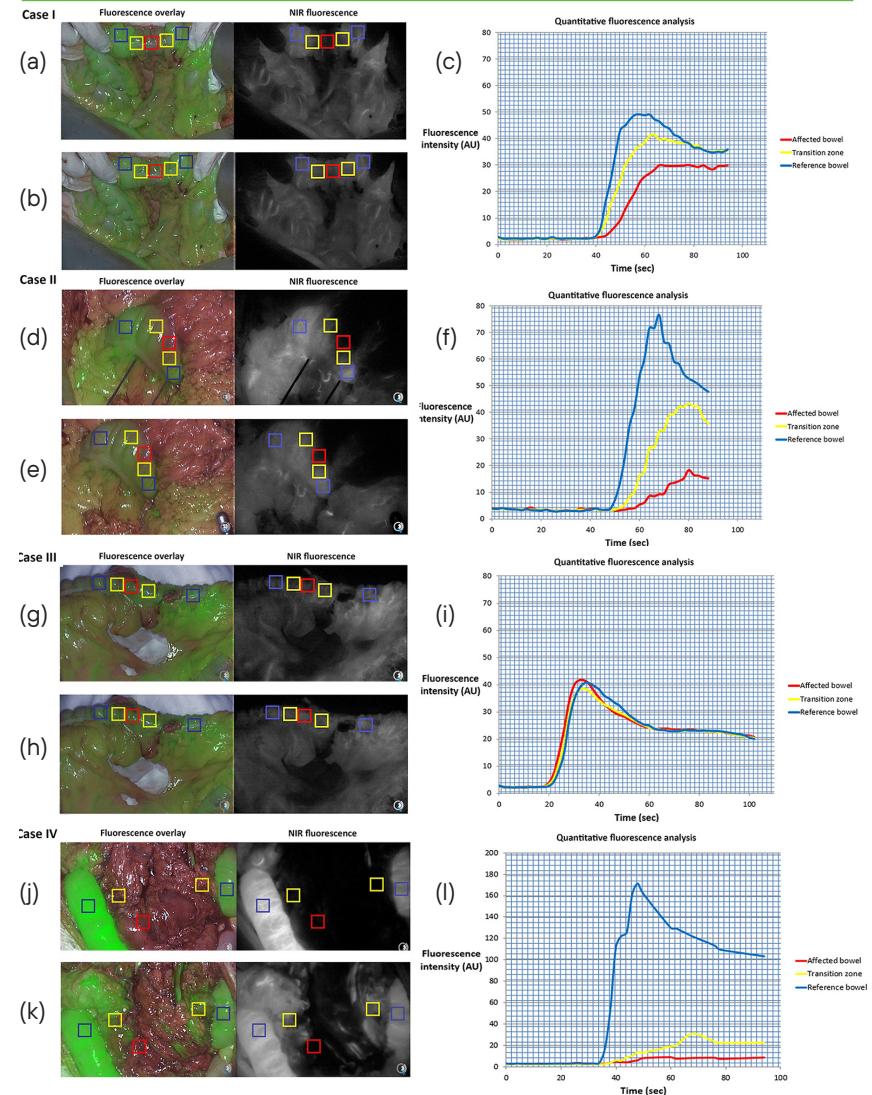 Case I
Fluorescence overlay NIR fluorescence
(a)
(b)
(c)
Quantitative fluorescence analysis
80
70
60
50
40
30
20
10
0
Fluorescence
intensity (AU)
0 20 40 60 80 100
Time (sec)
Affected bowel
Transition zone
Reference bowel
Case II
Fluorescence overlay NIR fluorescence
(d)
(e)
(f)
Quantitative fluorescence analysis
80
70
60
50
40
30
20
10
0
Fluorescence
ntensity (AU)
0 20 40 60 80 100
Time (sec)
Affected bowel
Transition zone
Reference bowel
Case III
Fluorescence overlay NIR fluorescence
(g)
(h)
(i)
Quantitative fluorescence analysis
80
70
60
50
40
30
20
10
0
Fluorescence
intensity (AU)
0 20 40 60 80 100
Time (sec)
Affected bowel
Transition zone
Reference bowel
Case IV
Fluorescence overlay NIR fluorescence
(j)
(k)
(l)
Quantitative fluorescence analysis
200
180
160
140
120
100
80
60
40
20
0
Fluorescence
intensity (AU)
0 20 40 60 80 100
Time (sec)
Affected bowel
Transition zone
Reference bowel